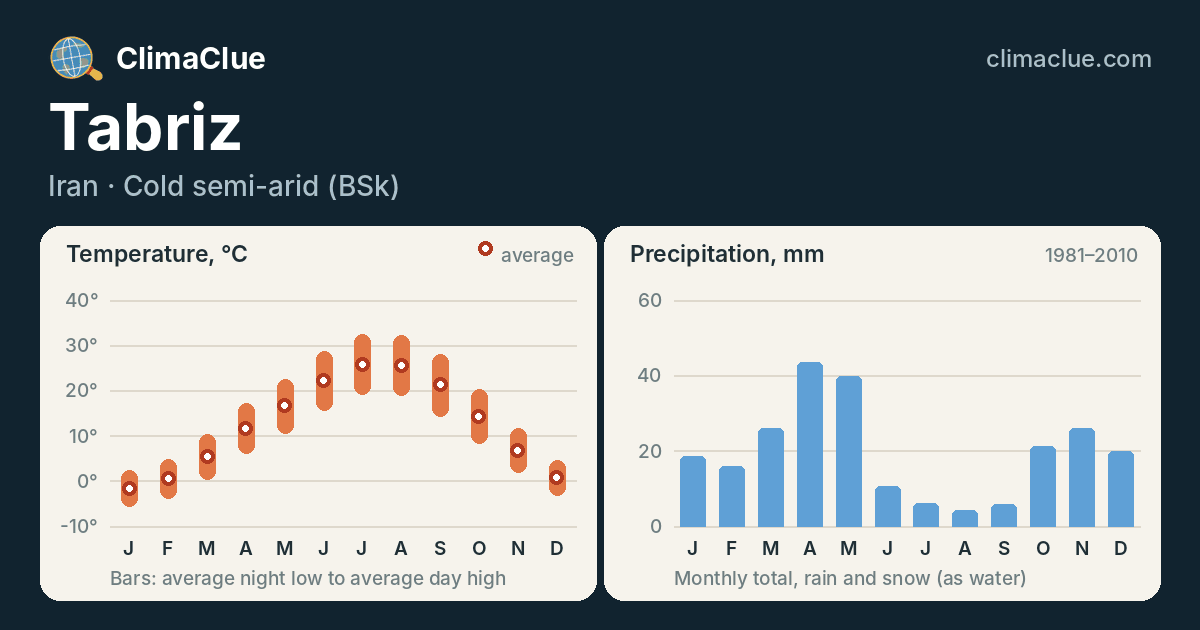 ClimaClue
climaclue.com
Tabriz
Iran · Cold semi-arid (BSk)
Temperature, °C
average
40°
30°
20°
10°
0°
-10°
J F M A M J J A S O N D
Bars: average night low to average day high
Precipitation, mm
1981–2010
60
40
20
0
J F M A M J J A S O N D
Monthly total, rain and snow (as water)